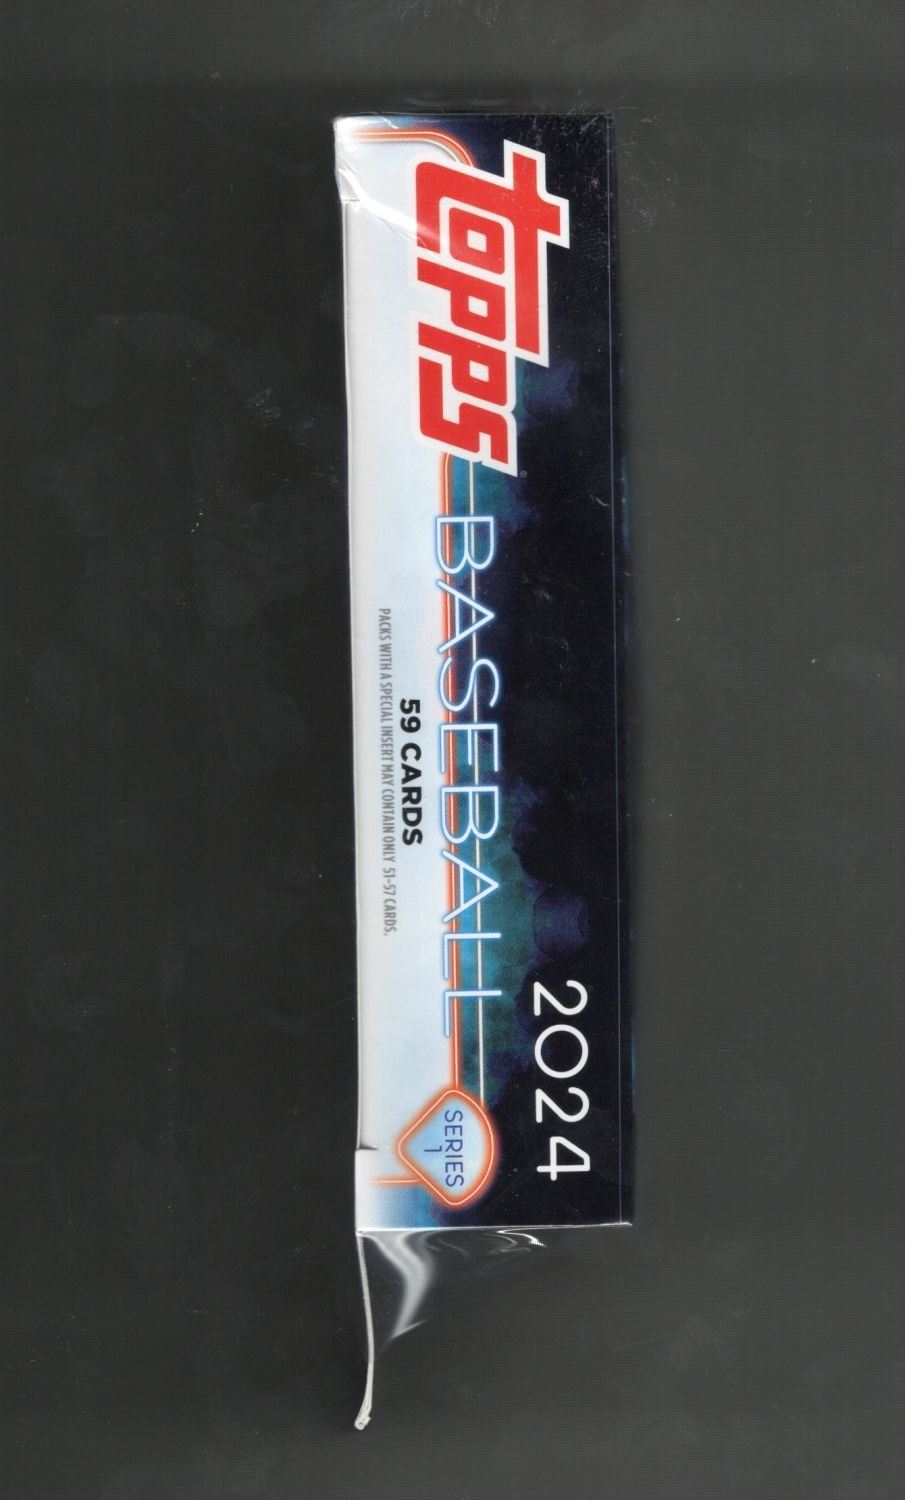 2024
topps®
BASEBALL
59 CARDS
PACKS WITH A SPECIAL INSERT MAY CONTAIN ONLY 51-57 CARDS.
SERIES
1